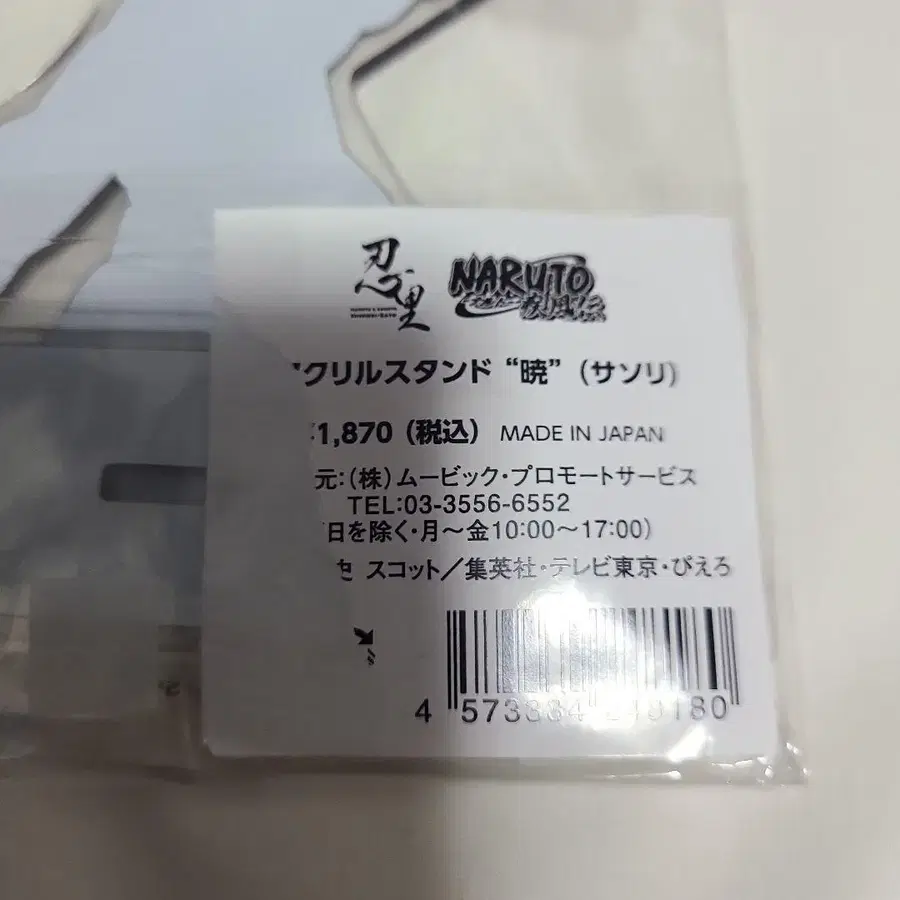 忍里
NARUTO
疾風伝
クリルスタンド “暁”（サソリ）
1,870（税込） MADE IN JAPAN
元：（株）ムービック・プロモートサービス
TEL:03-3556-6552
日を除く・月～金10:00～17:00）
スコット／集英社・テレビ東京・ぴえろ
4 573884 180